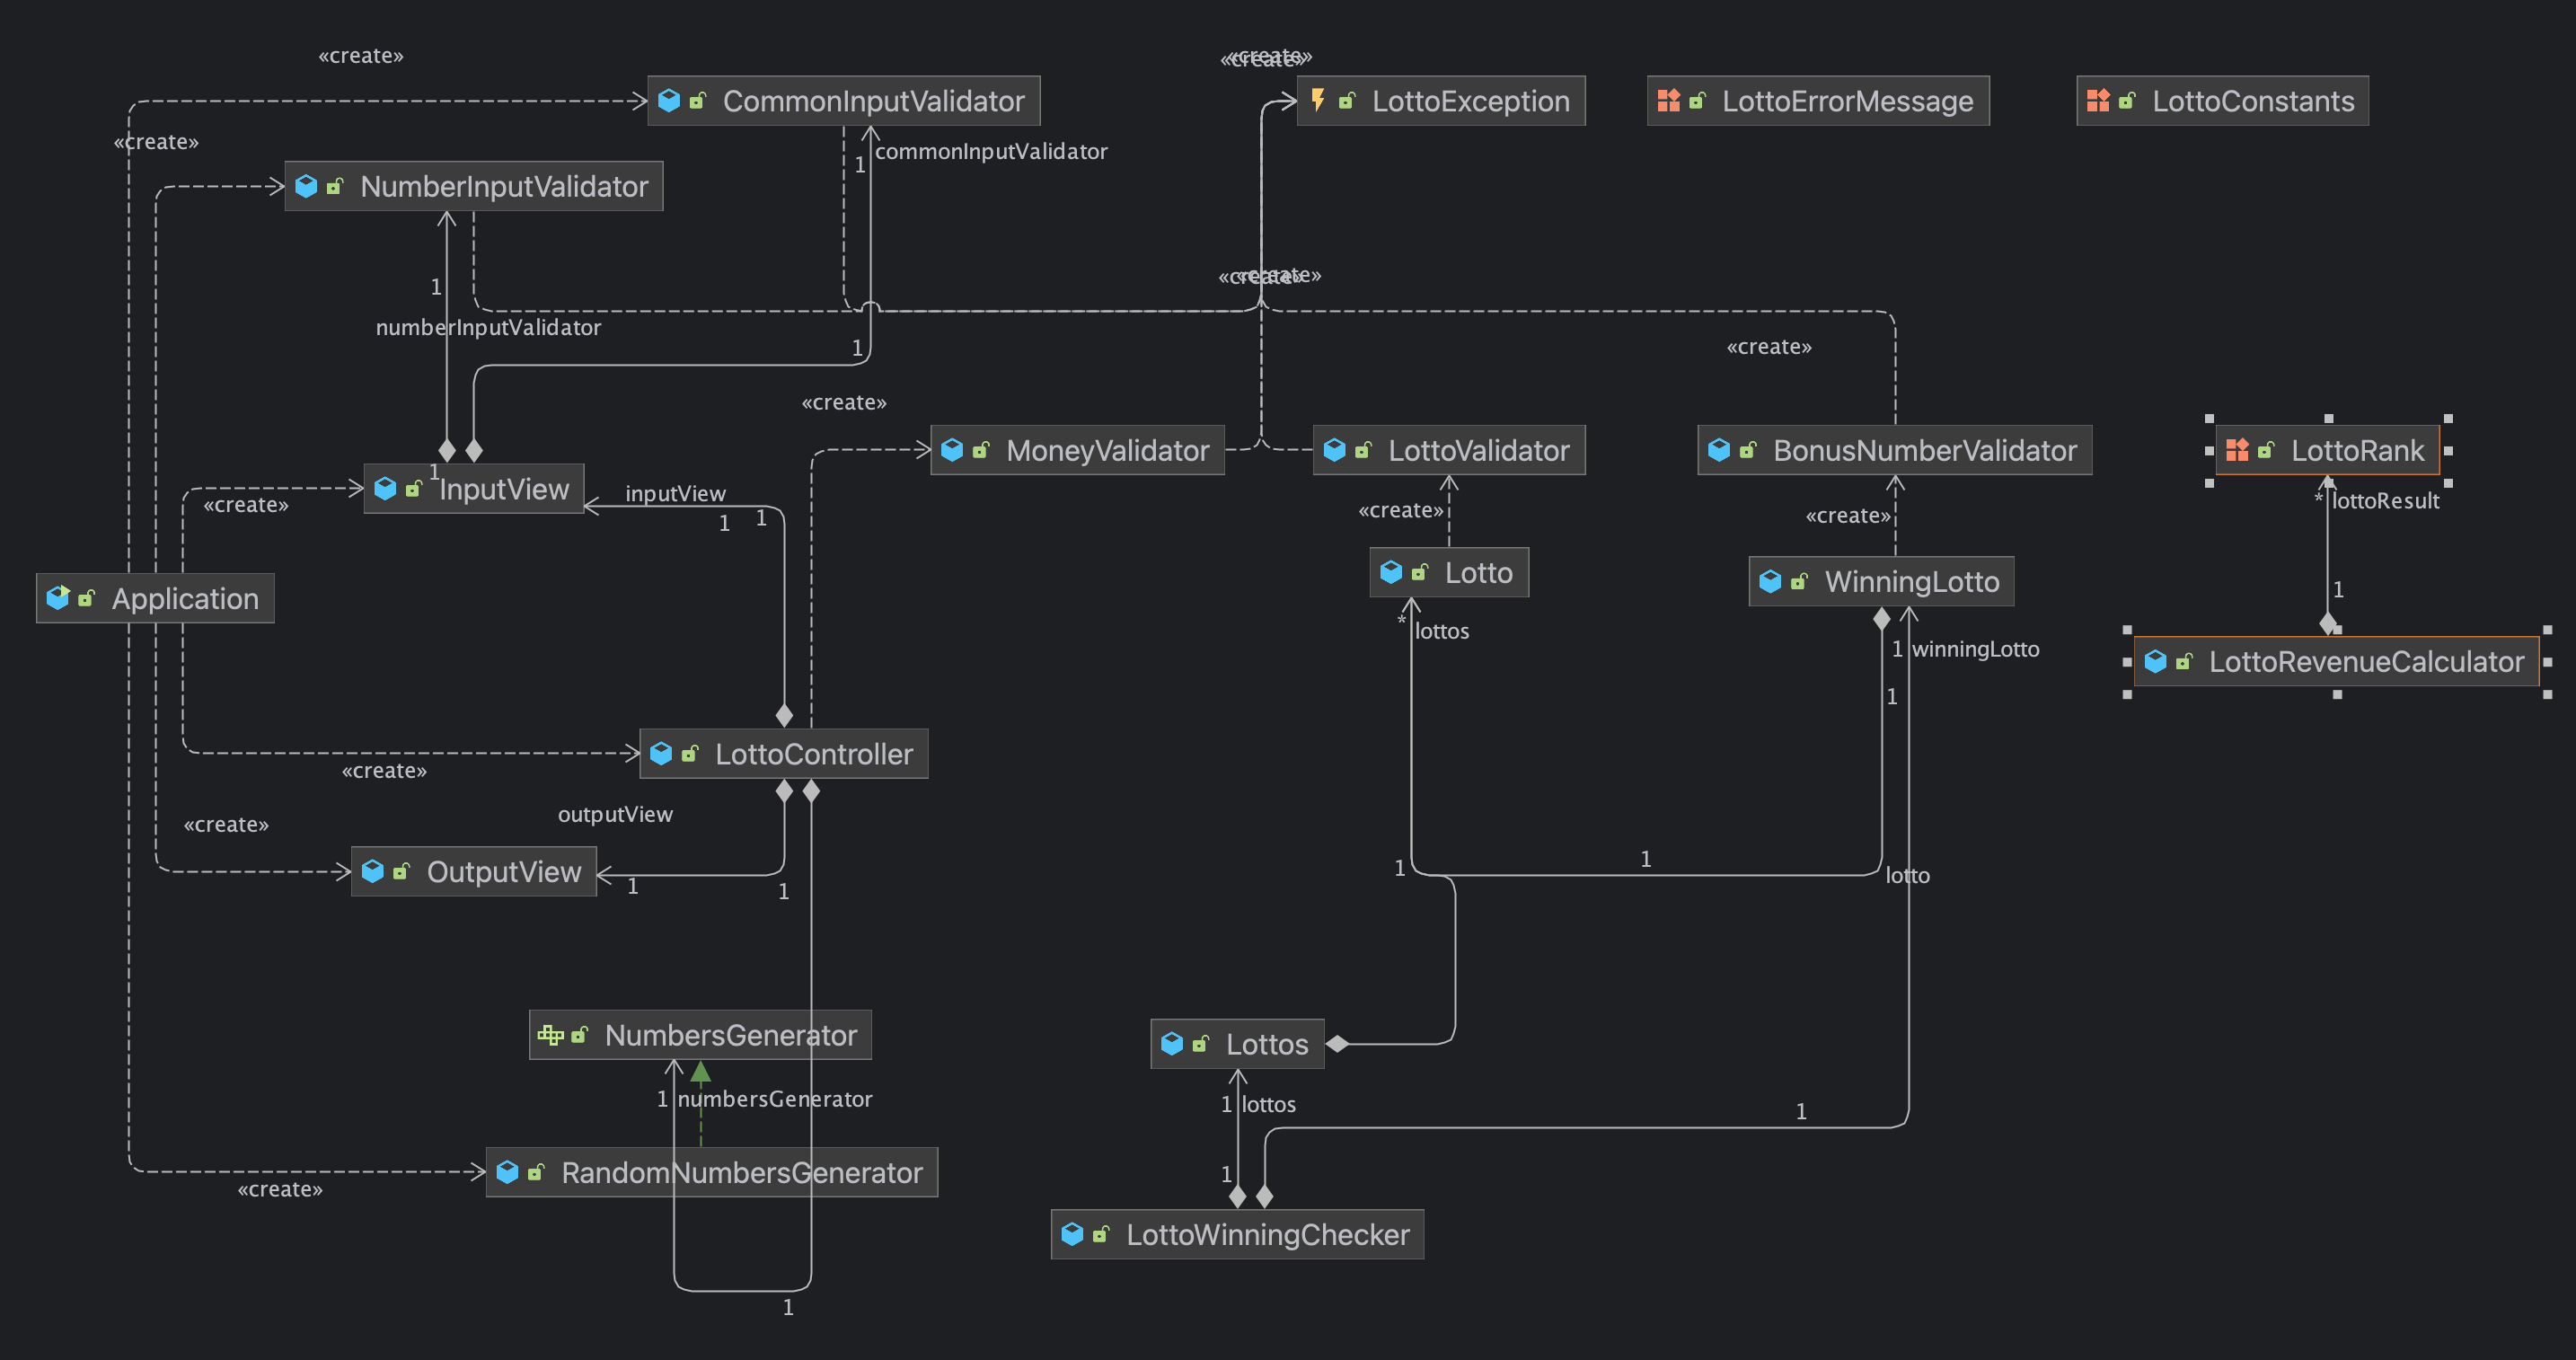 «create»
«create»
«create»
CommonInputValidator
LottoException
LottoErrorMessage
LottoConstants
«create»
1
commonInputValidator
NumberInputValidator
«create»
«create»
1
numberInputValidator
1
«create»
«create»
MoneyValidator
LottoValidator
BonusNumberValidator
LottoRank
1
InputView
inputView
1
1
«create»
«create»
«create»
* lottoResult
Lotto
WinningLotto
1
Application
* lottos
1 winningLotto
LottoRevenueCalculator
1
LottoController
«create»
outputView
«create»
1
1
lotto
OutputView
1
1
NumbersGenerator
Lottos
1 numbersGenerator
1 lottos
1
RandomNumbersGenerator
1
«create»
LottoWinningChecker
1